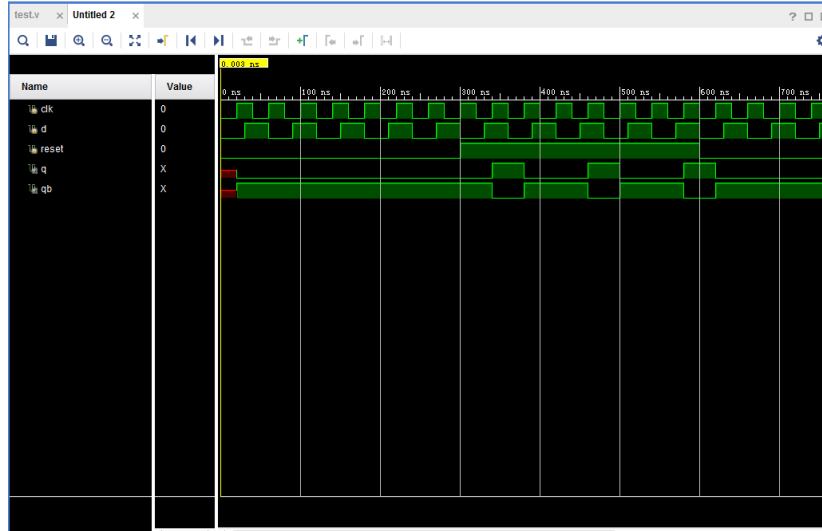 test.v × Untitled 2 × ?
0.003 ns
Name Value
0 ns 100 ns 200 ns 300 ns 400 ns 500 ns 600 ns 700 ns
clk 0
d 0
reset 0
q X
qb X